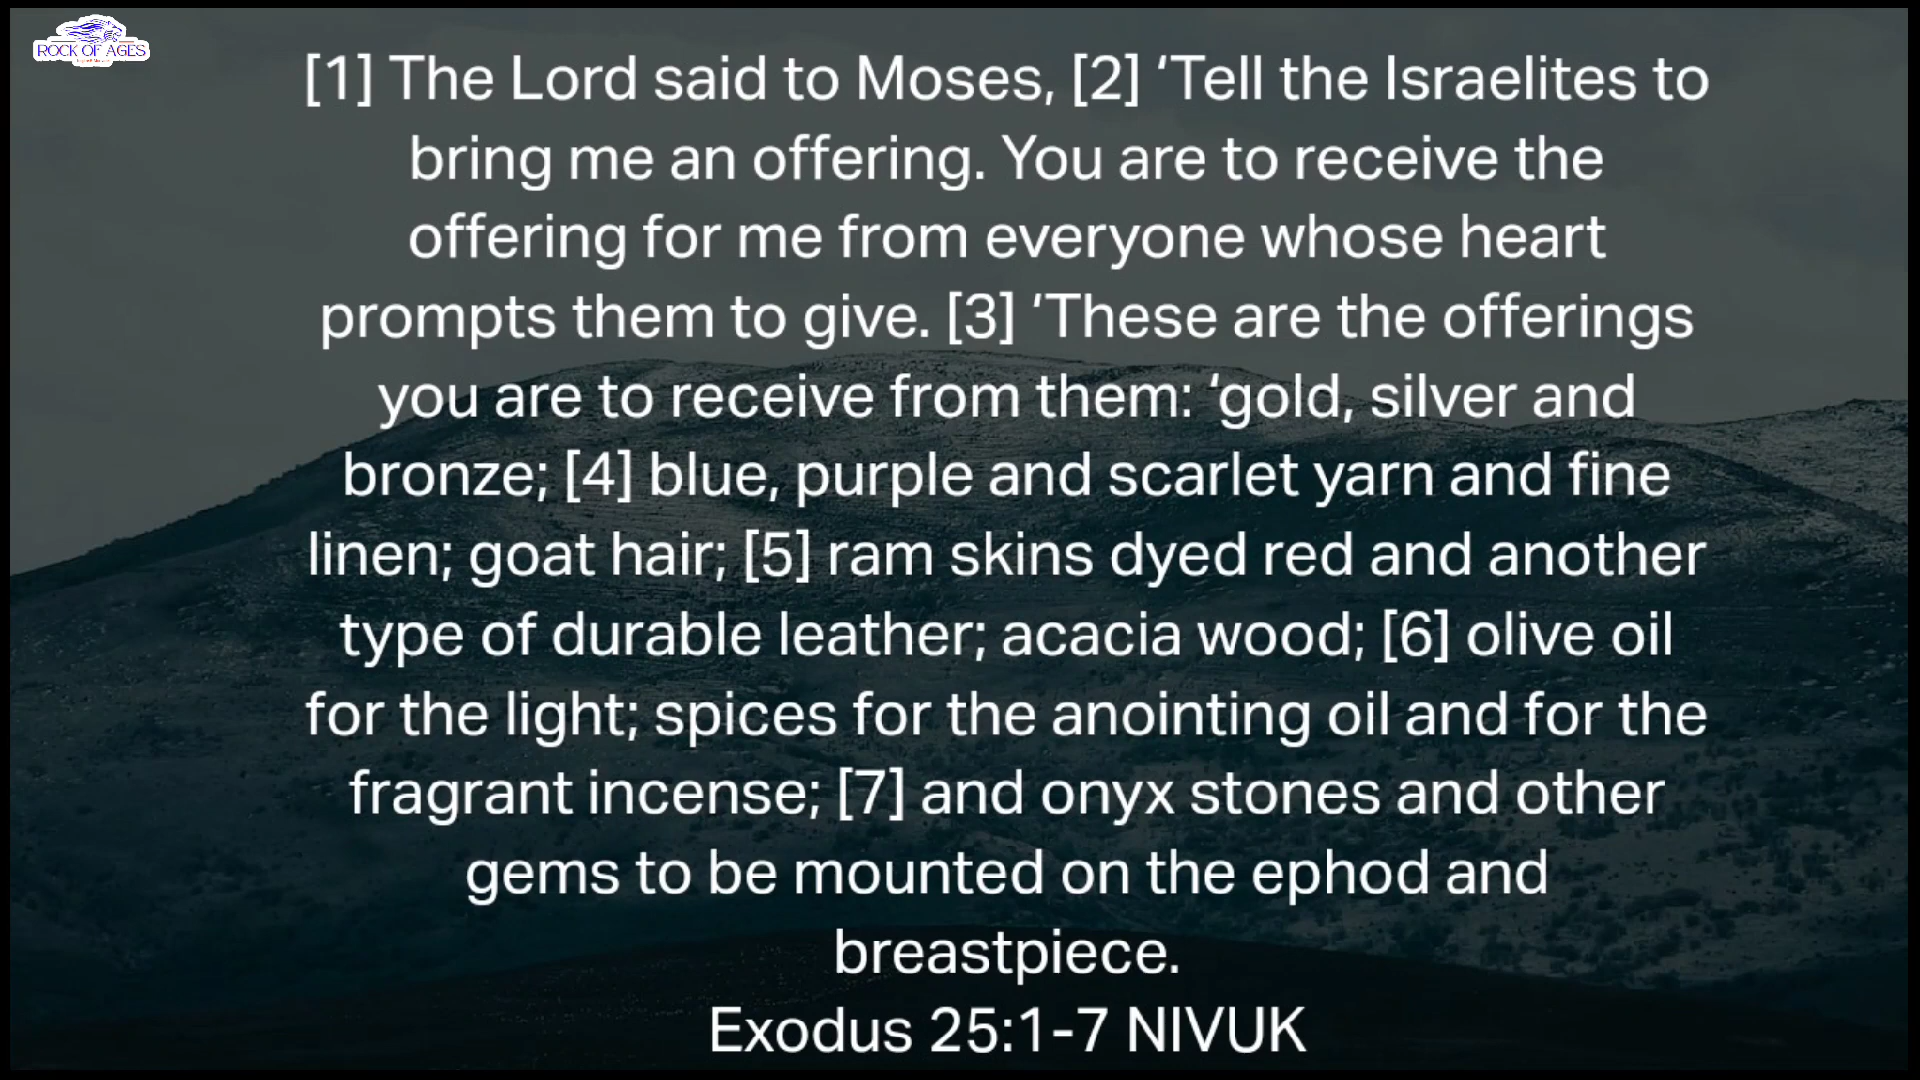 ROCK OF AGES
[1] The Lord said to Moses, [2] ‘Tell the Israelites to
bring me an offering. You are to receive the
offering for me from everyone whose heart
prompts them to give. [3] ’These are the offerings
you are to receive from them: ‘gold, silver and
bronze; [4] blue, purple and scarlet yarn and fine
linen; goat hair; [5] ram skins dyed red and another
type of durable leather; acacia wood; [6] olive oil
for the light; spices for the anointing oil and for the
fragrant incense; [7] and onyx stones and other
gems to be mounted on the ephod and
breastpiece.
Exodus 25:1-7 NIVUK